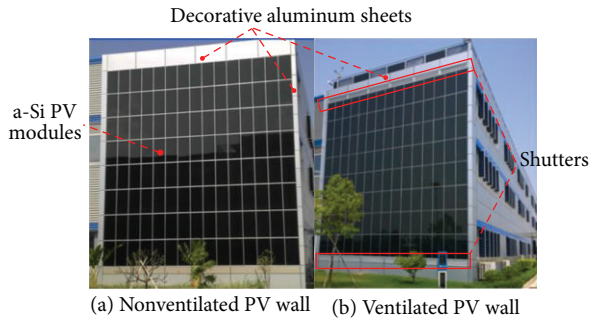 Decorative aluminum sheets
a-Si PV
modules
Shutters
(a) Nonventilated PV wall
(b) Ventilated PV wall